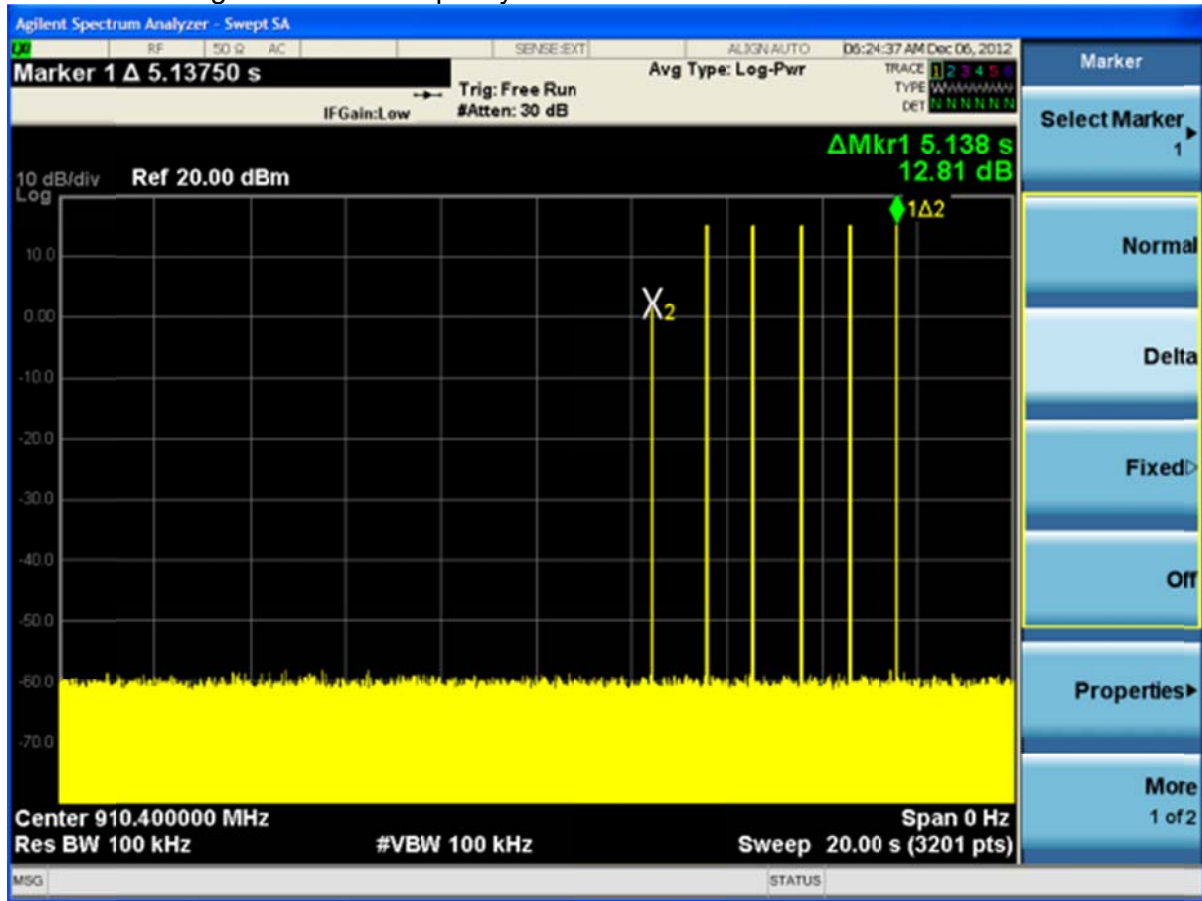 Agilent Spectrum Analyzer - Swept SA
RF 50 Ω AC SENSE:EXT ALIGN AUTO 06:24:37 AM Dec 06, 2012
Marker 1 Δ 5.13750 s
Trig: Free Run
IFGain:Low #Atten: 30 dB
Avg Type: Log-Pwr
TRACE 1 2 3 4 5 6
TYPE W
DET N N N N N N
ΔMkr1 5.138 s
12.81 dB
10 dB/div Ref 20.00 dBm
Log
1Δ2
X2
10.0
0.00
-10.0
-20.0
-30.0
-40.0
-50.0
-60.0
-70.0
Center 910.400000 MHz Span 0 Hz
Res BW 100 kHz #VBW 100 kHz Sweep 20.00 s (3201 pts)
MSG STATUS
Marker
Select Marker
1
Normal
Delta
Fixed
Off
Properties
More
1 of 2